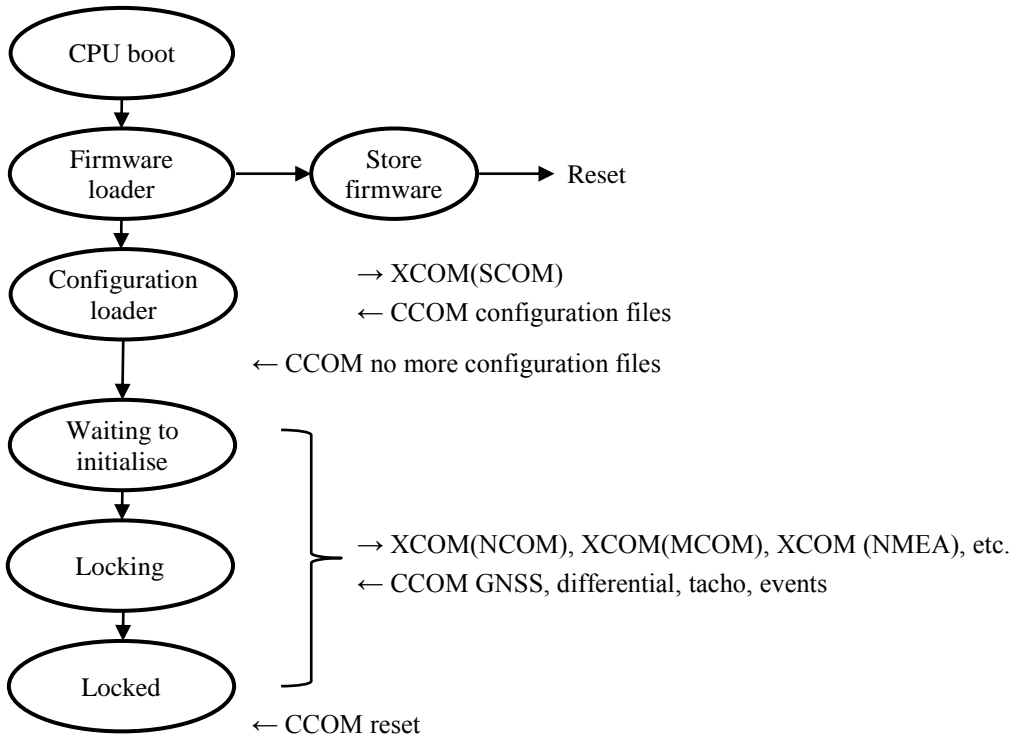 CPU boot
Firmware
loader
Store
firmware
Reset
Configuration
loader
→ XCOM(SCOM)
← CCOM configuration files
← CCOM no more configuration files
Waiting to
initialise
Locking
→ XCOM(NCOM), XCOM(MCOM), XCOM (NMEA), etc.
← CCOM GNSS, differential, tacho, events
Locked
← CCOM reset